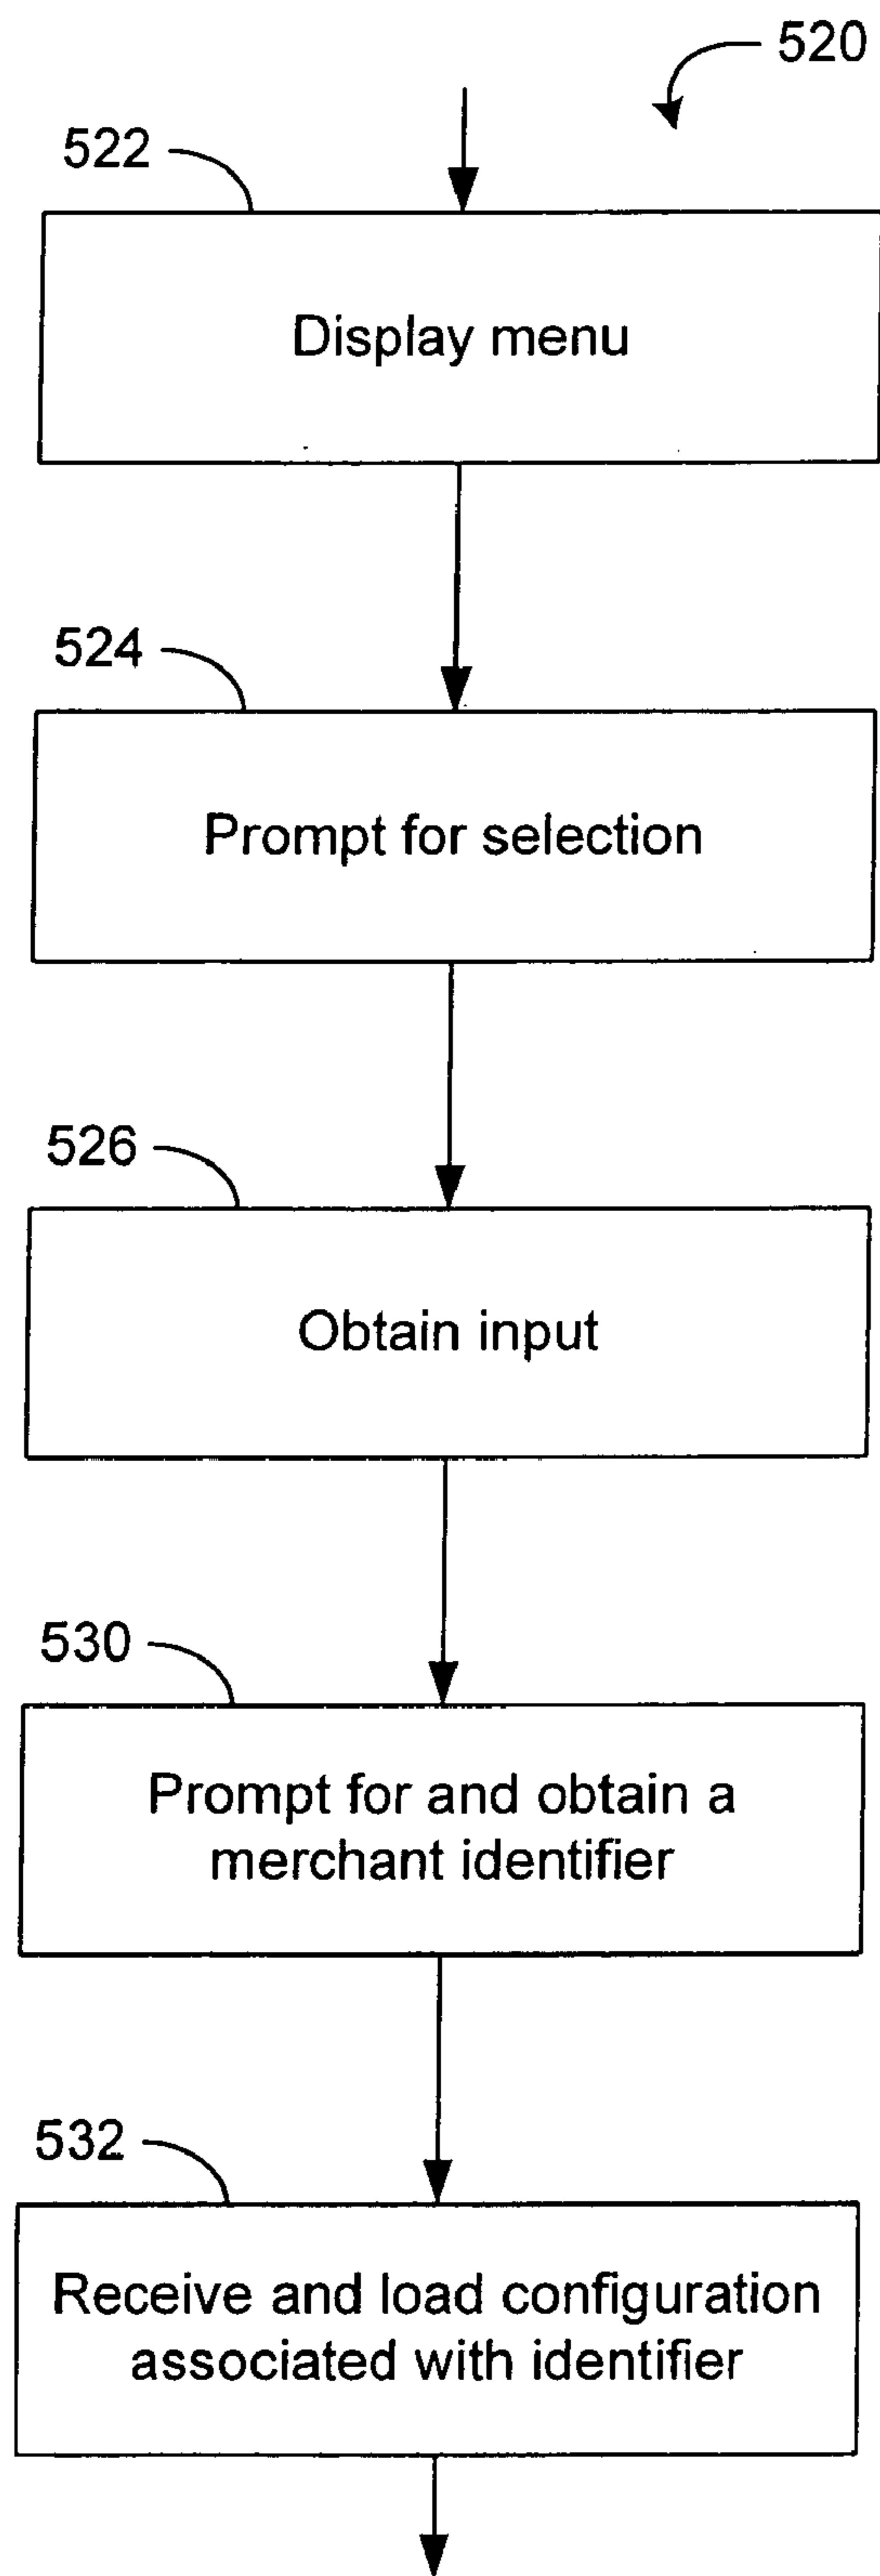 520
522
Display menu
524
Prompt for selection
526
Obtain input
530
Prompt for and obtain a
merchant identifier
532
Receive and load configuration
associated with identifier